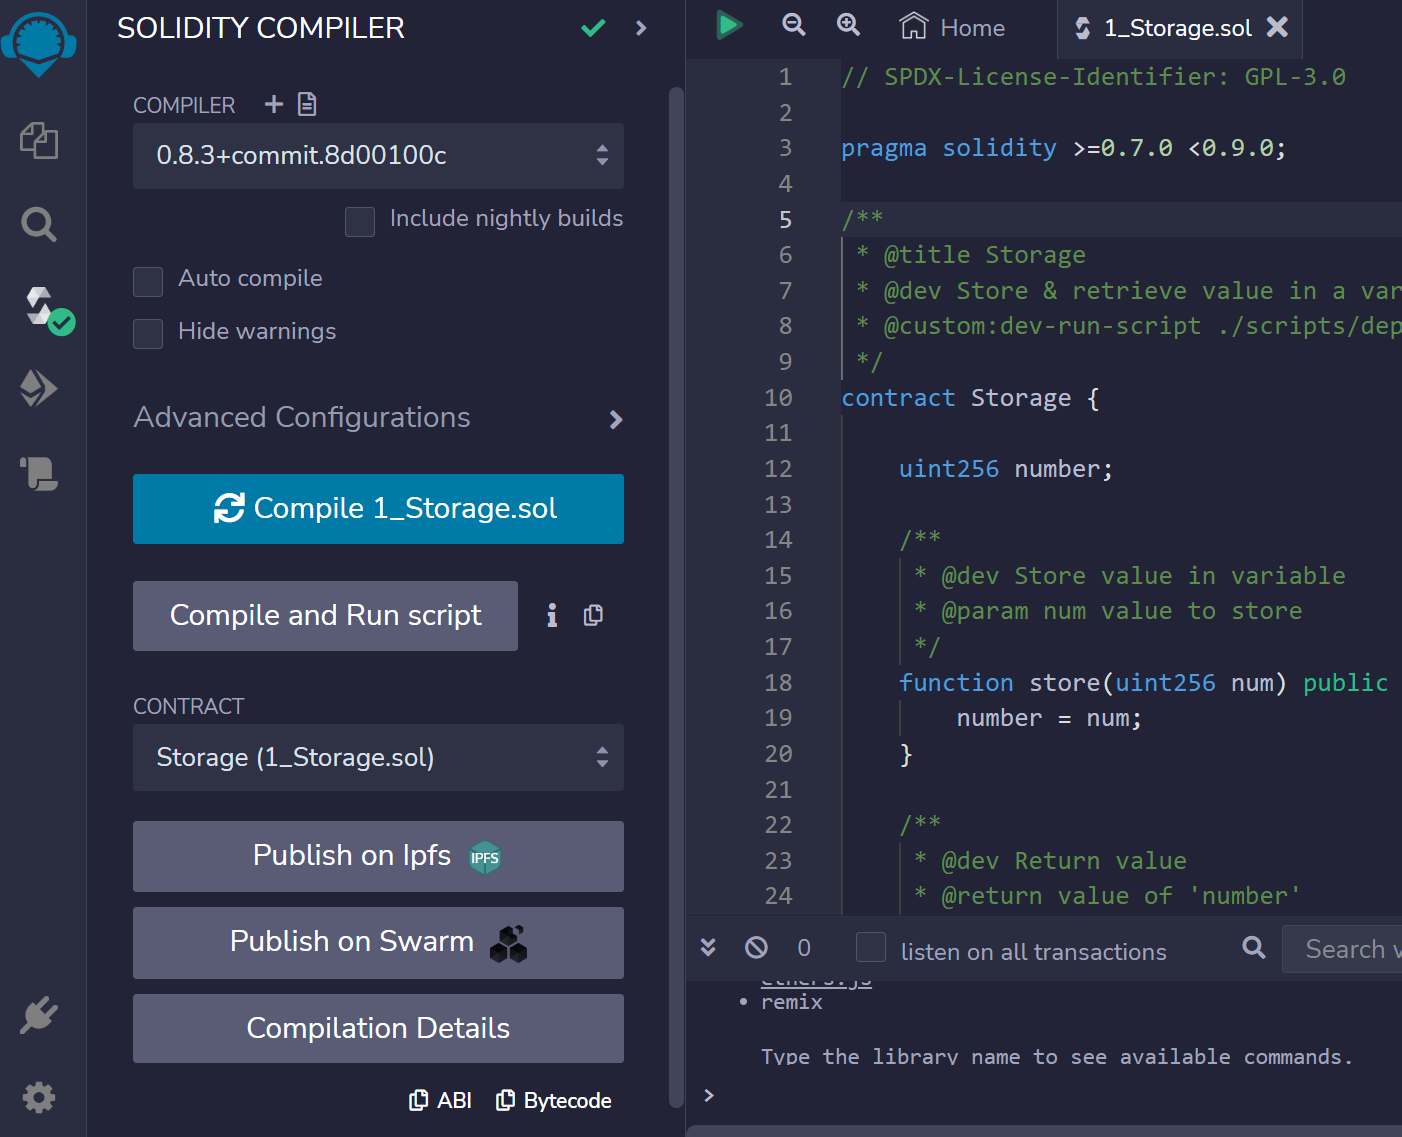 SOLIDITY COMPILER
COMPILER
0.8.3+commit.8d00100c
Include nightly builds
Auto compile
Hide warnings
Advanced Configurations
Compile 1_Storage.sol
Compile and Run script
CONTRACT
Storage (1_Storage.sol)
Publish on Ipfs IPFS
Publish on Swarm
Compilation Details
ABI Bytecode
Home 1_Storage.sol
1 // SPDX-License-Identifier: GPL-3.0
2
3 pragma solidity >=0.7.0 <0.9.0;
4
5 /**
6 * @title Storage
7 * @dev Store & retrieve value in a var
8 * @custom:dev-run-script ./scripts/dep
9 */
10 contract Storage {
11
12 uint256 number;
13
14 /**
15 * @dev Store value in variable
16 * @param num value to store
17 */
18 function store(uint256 num) public
19 number = num;
20 }
21
22 /**
23 * @dev Return value
24 * @return value of 'number'
0 listen on all transactions Search
ethers.js
• remix
Type the library name to see available commands.
>